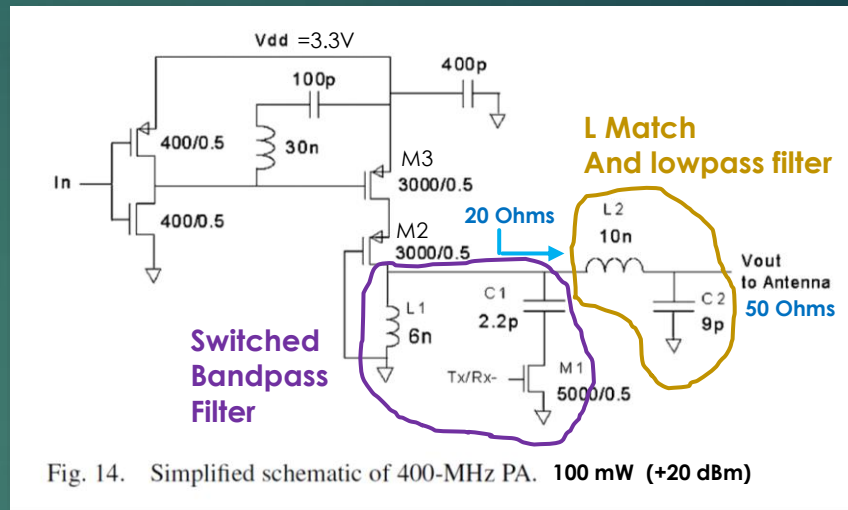 Vdd =3.3V
100p
400p
400/0.5
30n
In
M3
3000/0.5
400/0.5
L Match
And lowpass filter
20 Ohms
M2
3000/0.5
L2
10n
Vout
to Antenna
50 Ohms
L1
6n
C1
2.2p
C2
9p
Switched
Bandpass
Filter
Tx/Rx-
M1
5000/0.5
Fig. 14. Simplified schematic of 400-MHz PA. 100 mW (+20 dBm)